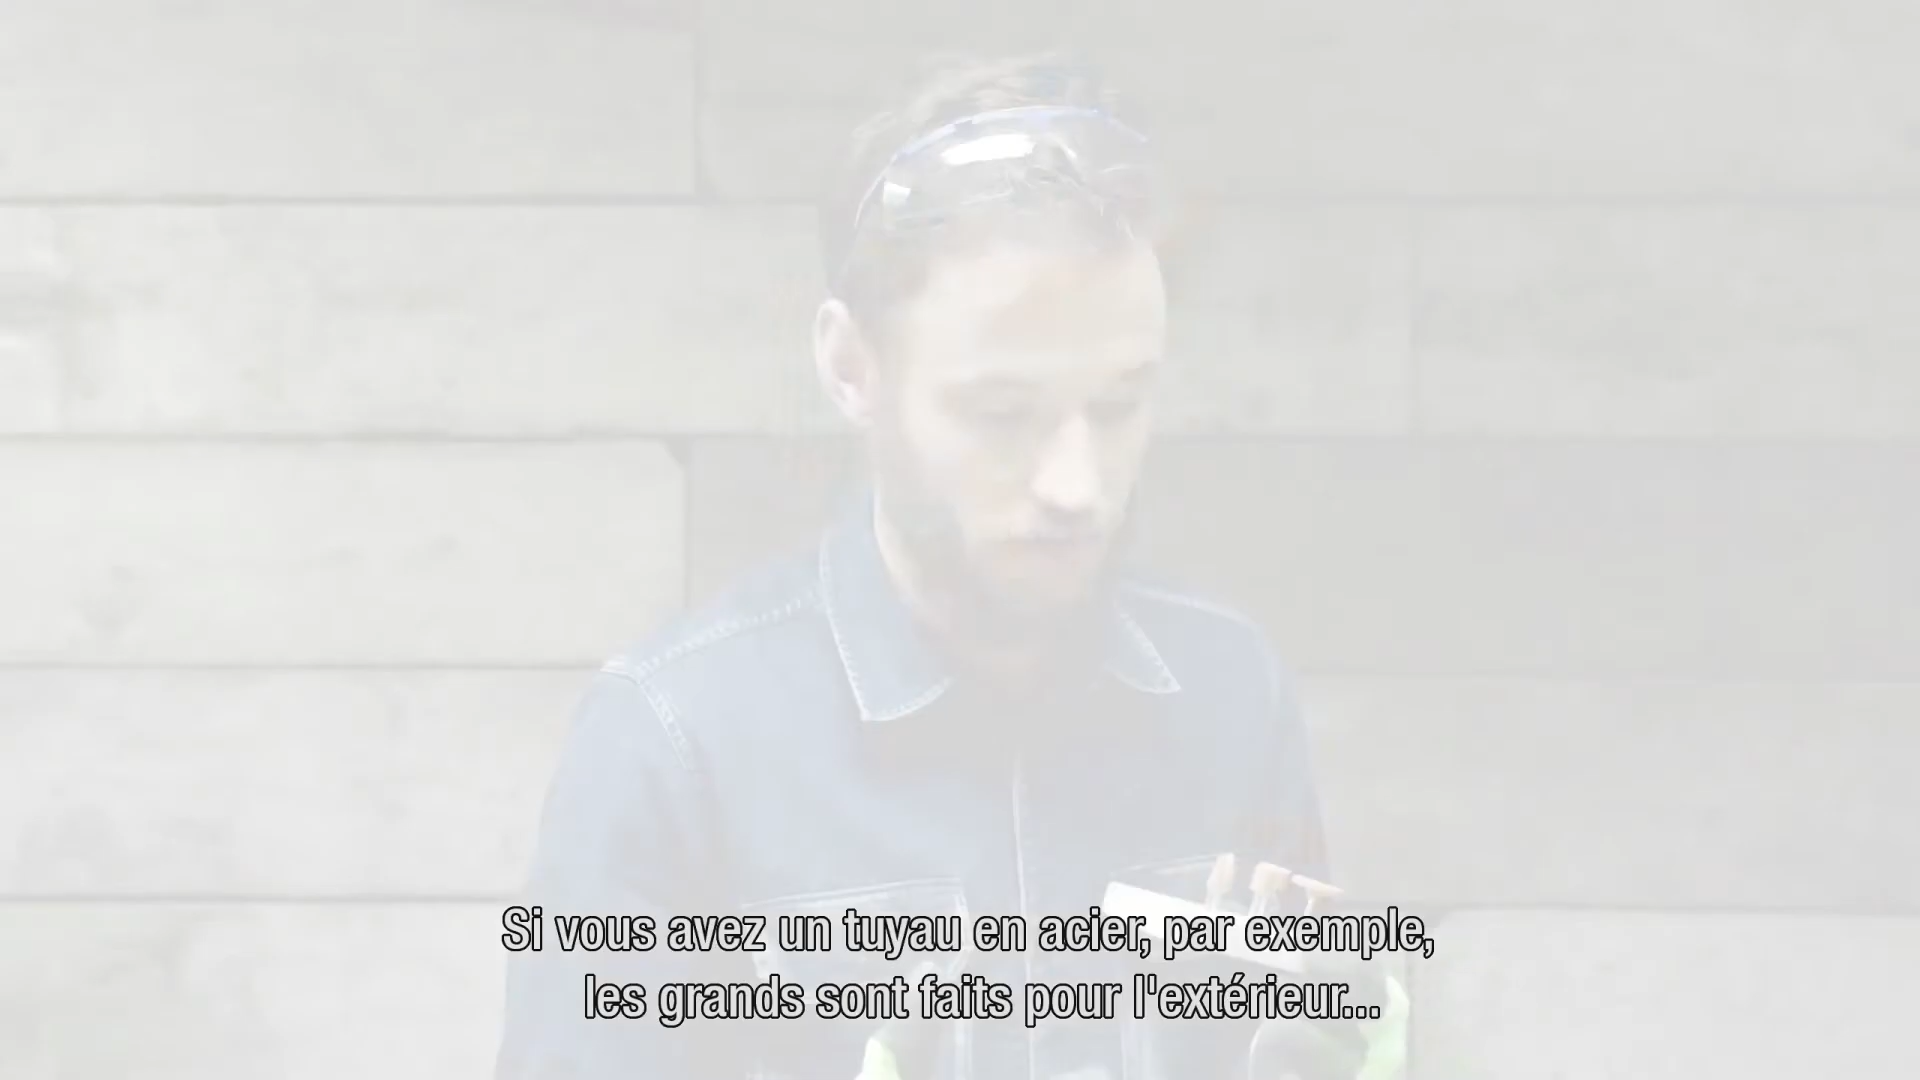 Si vous avez un tuyau en acier, par exemple,
les grands sont faits pour l'extérieur...